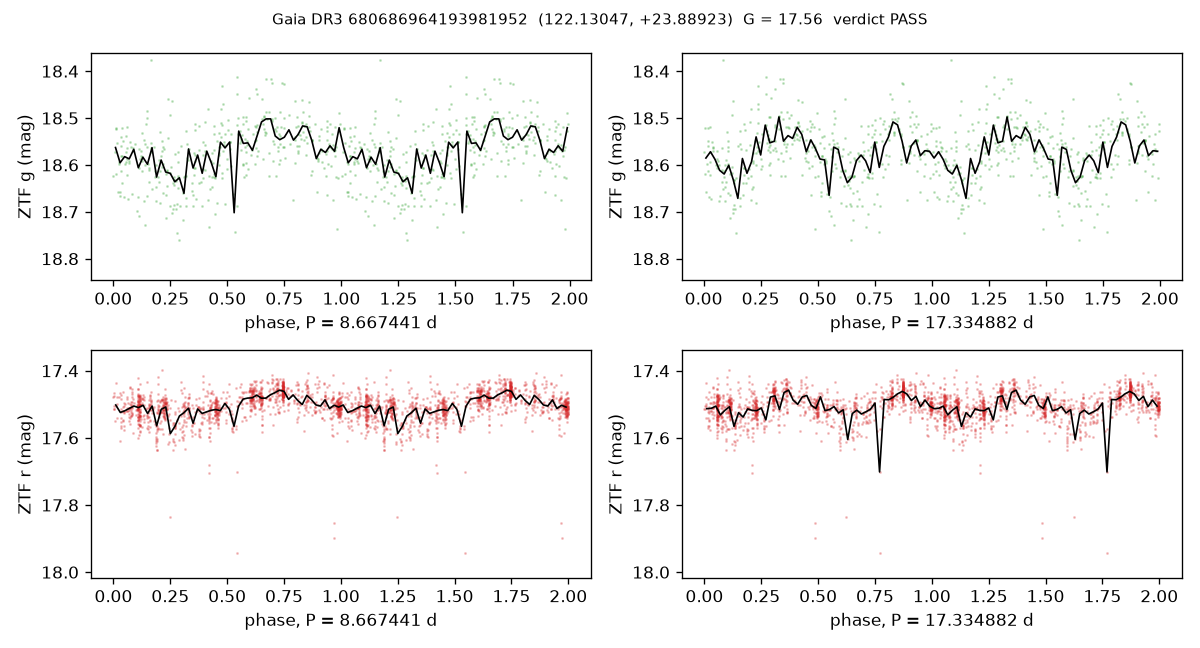 Gaia DR3 680686964193981952  (122.13047, +23.88923)  G = 17.56  verdict PASS
ZTF g (mag)
18.4
18.5
18.6
18.7
18.8
0.00 0.25 0.50 0.75 1.00 1.25 1.50 1.75 2.00
phase, P = 8.667441 d
ZTF g (mag)
18.4
18.5
18.6
18.7
18.8
0.00 0.25 0.50 0.75 1.00 1.25 1.50 1.75 2.00
phase, P = 17.334882 d
ZTF r (mag)
17.4
17.6
17.8
18.0
0.00 0.25 0.50 0.75 1.00 1.25 1.50 1.75 2.00
phase, P = 8.667441 d
ZTF r (mag)
17.4
17.6
17.8
18.0
0.00 0.25 0.50 0.75 1.00 1.25 1.50 1.75 2.00
phase, P = 17.334882 d